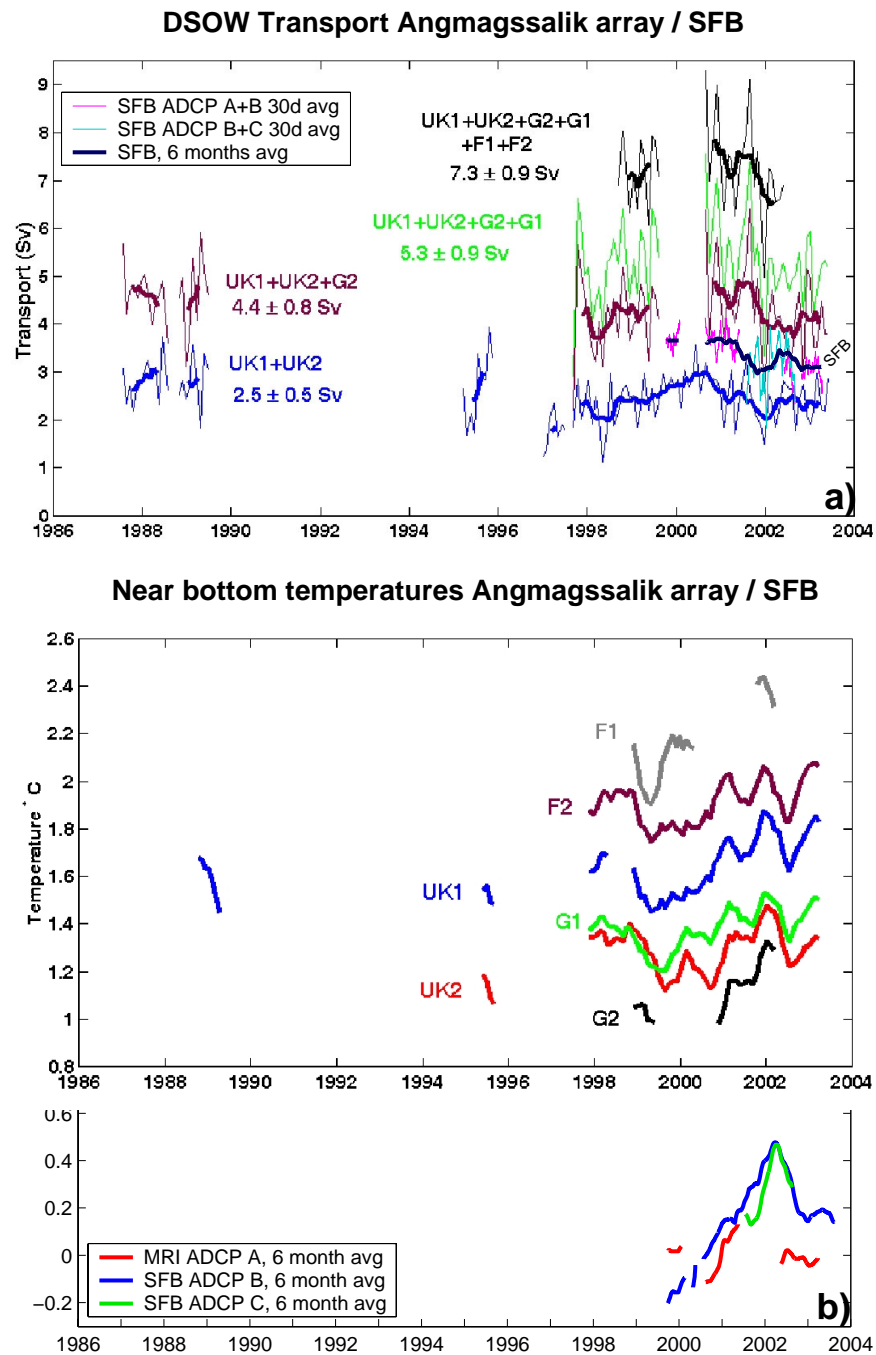 DSOW Transport Angmagssalik array / SFB
9
8
7
6
5
4
3
2
1
0
Transport (Sv)
SFB ADCP A+B 30d avg
SFB ADCP B+C 30d avg
SFB, 6 months avg
UK1+UK2+G2+G1
+F1+F2
7.3 ± 0.9 Sv
UK1+UK2+G2+G1
5.3 ± 0.9 Sv
UK1+UK2+G2
4.4 ± 0.8 Sv
UK1+UK2
2.5 ± 0.5 Sv
SFB
a)
1986 1988 1990 1992 1994 1996 1998 2000 2002 2004
Near bottom temperatures Angmagssalik array / SFB
2.6
2.4
2.2
2
1.8
1.6
1.4
1.2
1
0.8
Temperature ° C
F1
F2
UK1
G1
UK2
G2
1986 1988 1990 1992 1994 1996 1998 2000 2002 2004
0.6
0.4
0.2
0
−0.2
MRI ADCP A, 6 month avg
SFB ADCP B, 6 month avg
SFB ADCP C, 6 month avg
b)
1986 1988 1990 1992 1994 1996 1998 2000 2002 2004